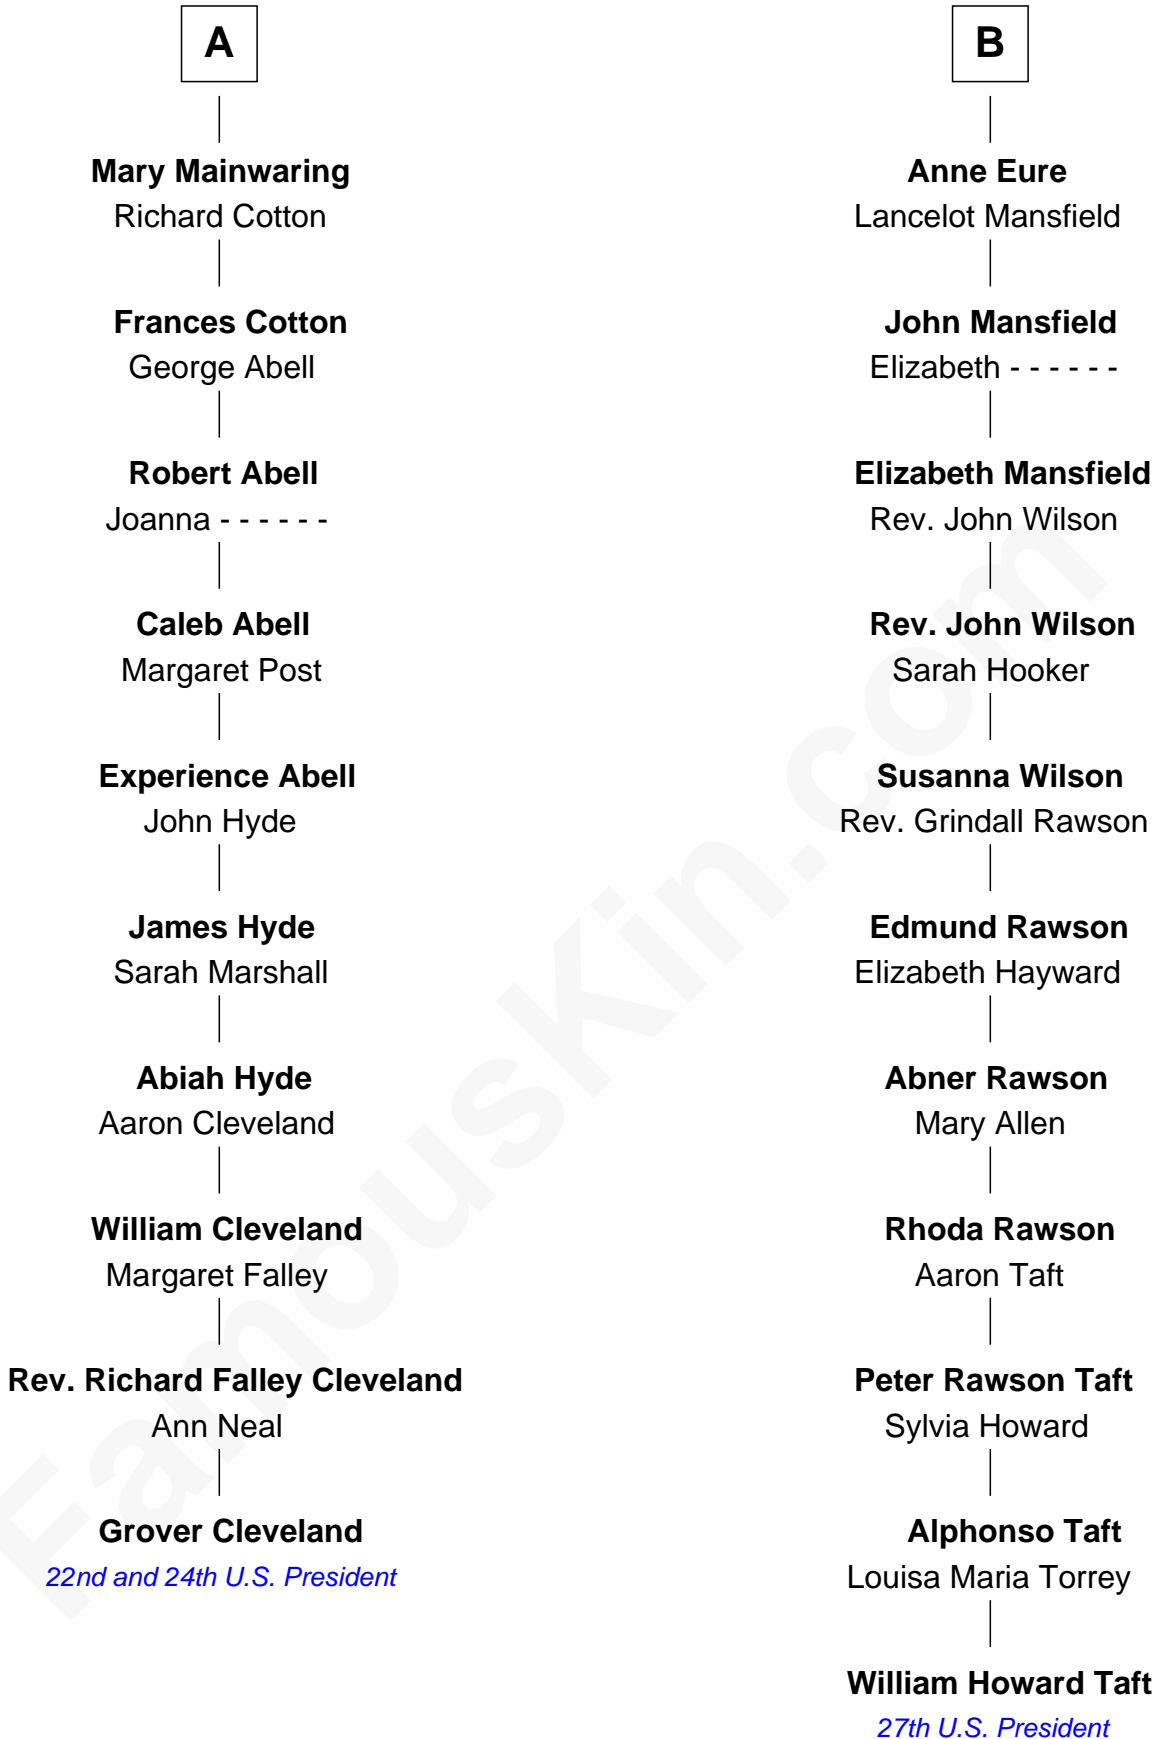 A
Mary Mainwaring
Richard Cotton
Frances Cotton
George Abell
Robert Abell
Joanna - - - - - -
Caleb Abell
Margaret Post
Experience Abell
John Hyde
James Hyde
Sarah Marshall
Abiah Hyde
Aaron Cleveland
William Cleveland
Margaret Falley
Rev. Richard Falley Cleveland
Ann Neal
Grover Cleveland
22nd and 24th U.S. President
B
Anne Eure
Lancelot Mansfield
John Mansfield
Elizabeth - - - - - -
Elizabeth Mansfield
Rev. John Wilson
Rev. John Wilson
Sarah Hooker
Susanna Wilson
Rev. Grindall Rawson
Edmund Rawson
Elizabeth Hayward
Abner Rawson
Mary Allen
Rhoda Rawson
Aaron Taft
Peter Rawson Taft
Sylvia Howard
Alphonso Taft
Louisa Maria Torrey
William Howard Taft
27th U.S. President
FamousKin.com